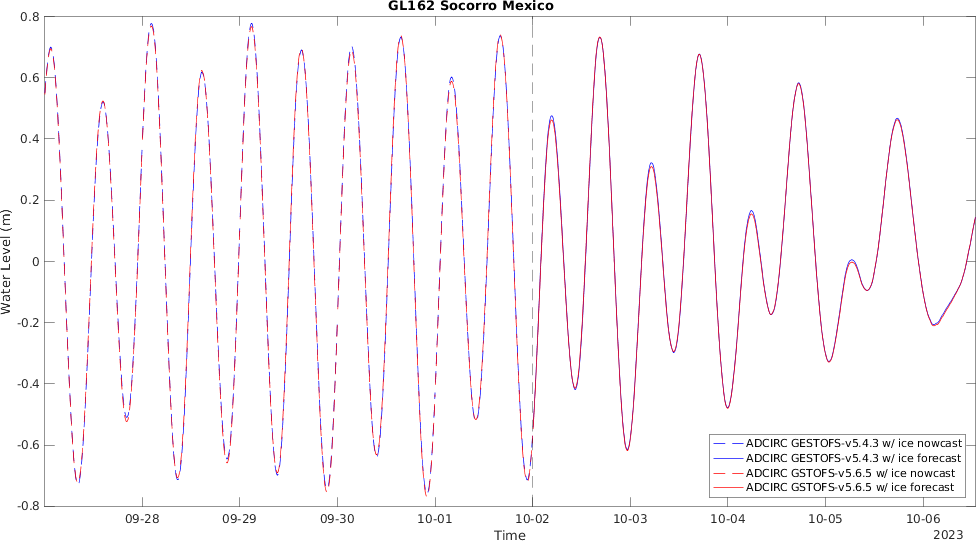 GL162 Socorro Mexico
0.8
0.6
0.4
0.2
0
-0.2
-0.4
-0.6
-0.8
Water Level (m)
ADCIRC GESTOFS-v5.4.3 w/ ice nowcast
ADCIRC GESTOFS-v5.4.3 w/ ice forecast
ADCIRC GSTOFS-v5.6.5 w/ ice nowcast
ADCIRC GSTOFS-v5.6.5 w/ ice forecast
09-28 09-29 09-30 10-01 10-02 10-03 10-04 10-05 10-06
Time
2023